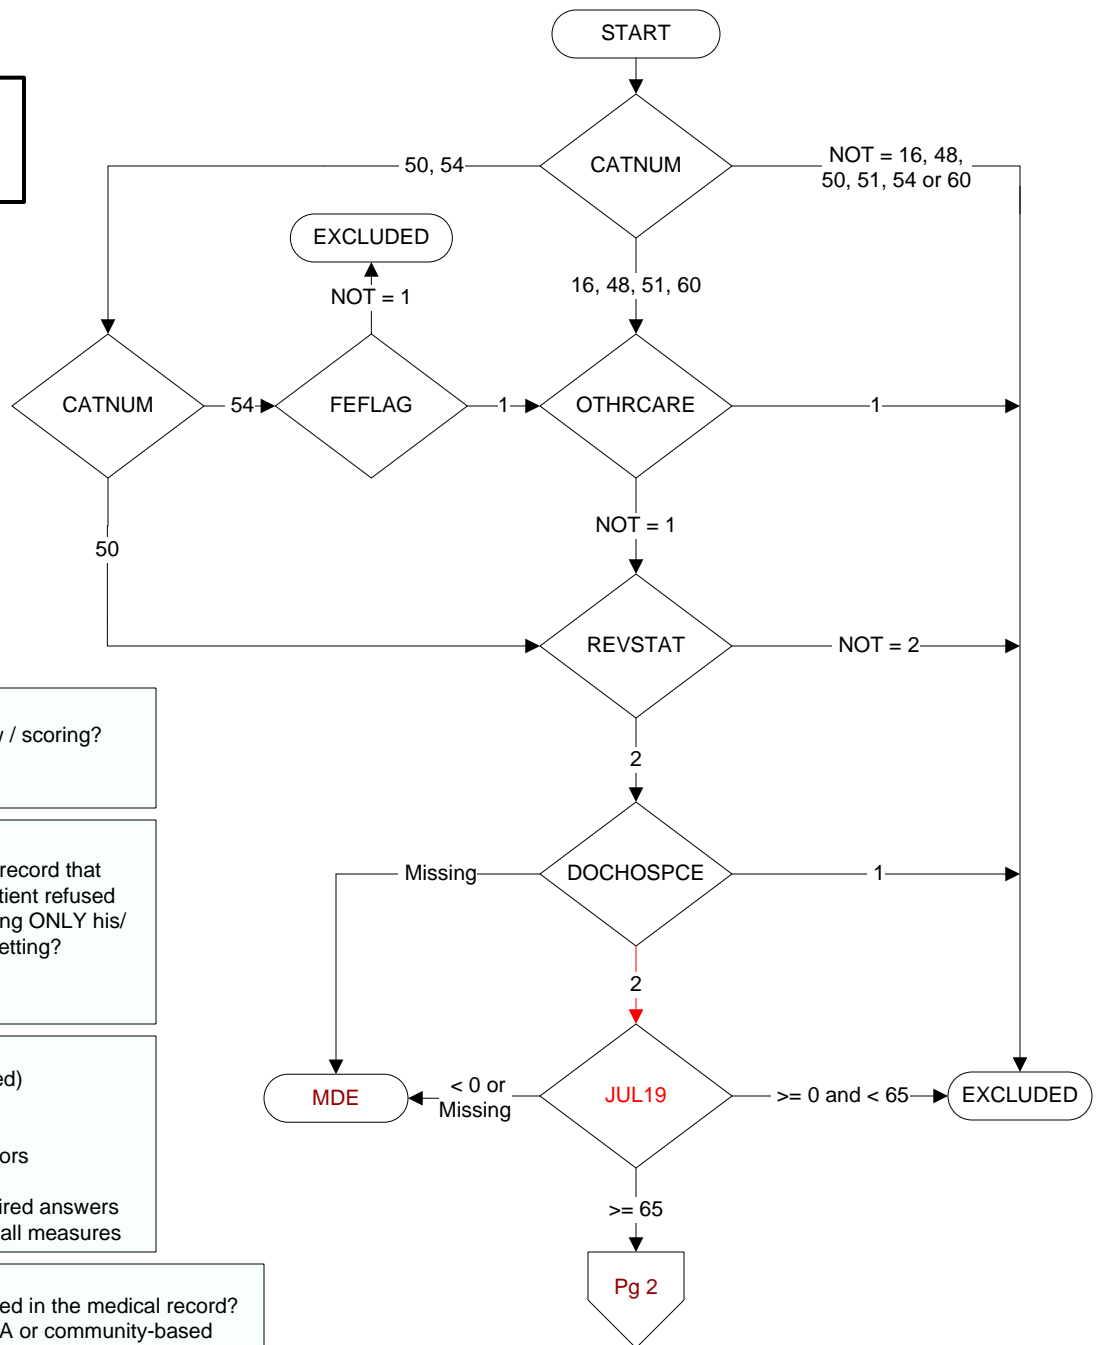 START
CATNUM
50, 54
NOT = 16, 48,
50, 51, 54 or 60
EXCLUDED
NOT = 1
16, 48, 51, 60
CATNUM
54
FEFLAG
1
OTHRCARE
1
NOT = 1
50
REVSTAT
NOT = 2
2
/ scoring?
Missing
DOCHOSPCE
1
record that
tient refused
ng ONLY his/
etting?
2
ed)
MDE
< 0 or
Missing
JUL19
>= 0 and < 65
EXCLUDED
ors
ired answers
all measures
>= 65
Pg 2
ed in the medical record?
A or community-based